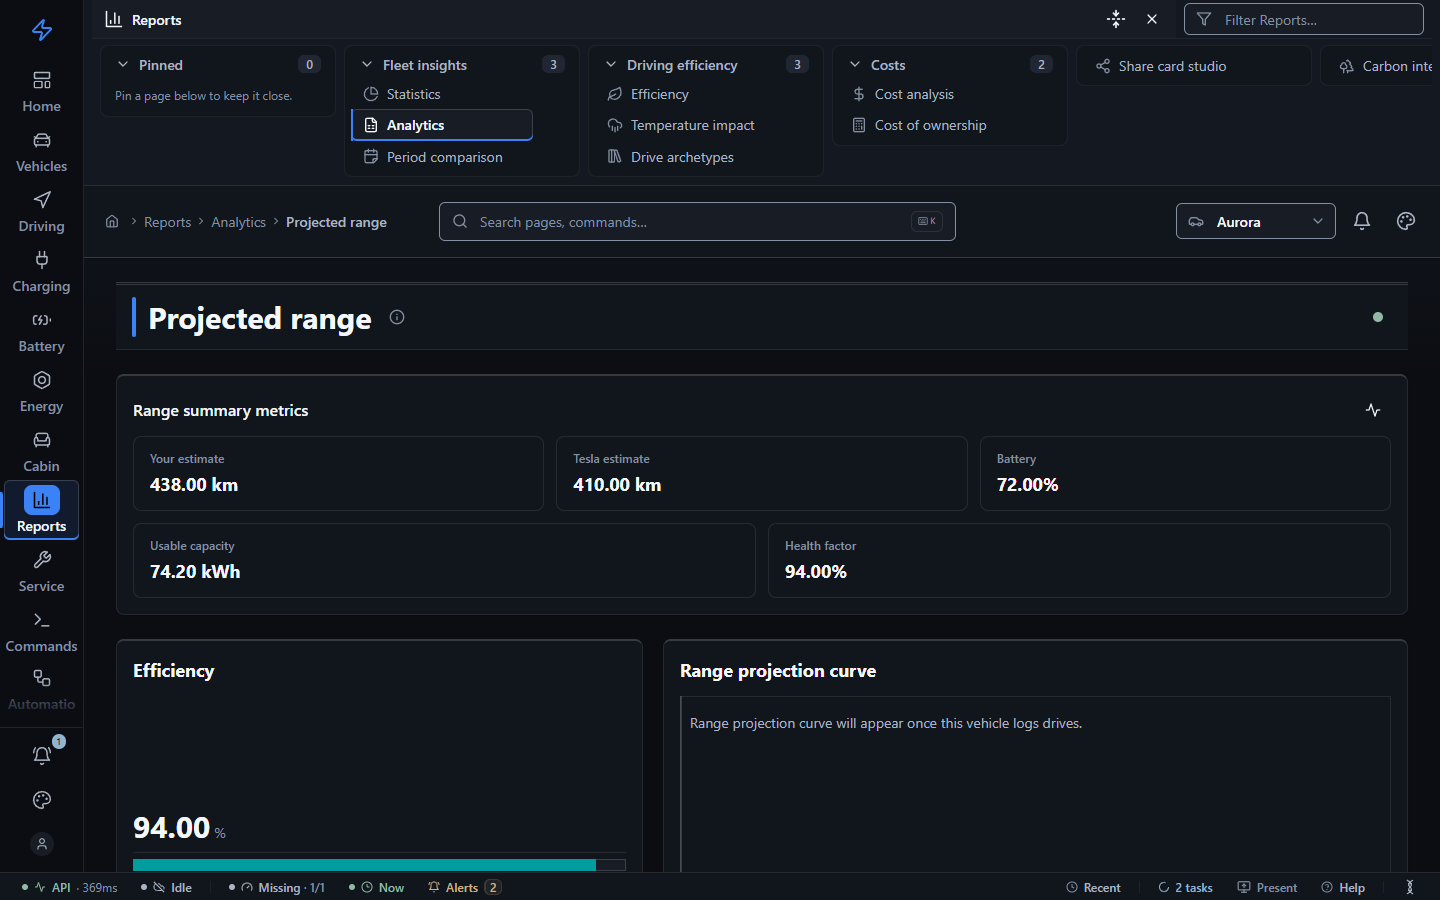 Reports
Filter Reports...
Pinned 0
Pin a page below to keep it close.
Fleet insights 3
Statistics
Analytics
Period comparison
Driving efficiency 3
Efficiency
Temperature impact
Drive archetypes
Costs 2
Cost analysis
Cost of ownership
Share card studio
Carbon inte
Home
Vehicles
Driving
Charging
Battery
Energy
Cabin
Reports
Service
Commands
Automatio
1
Reports > Analytics > Projected range
Search pages, commands...
K
Aurora
Projected range
Range summary metrics
Your estimate
438.00 km
Tesla estimate
410.00 km
Battery
72.00%
Usable capacity
74.20 kWh
Health factor
94.00%
Efficiency
94.00 %
Range projection curve
Range projection curve will appear once this vehicle logs drives.
API · 369ms
Idle
Missing · 1/1
Now
Alerts 2
Recent
2 tasks
Present
Help